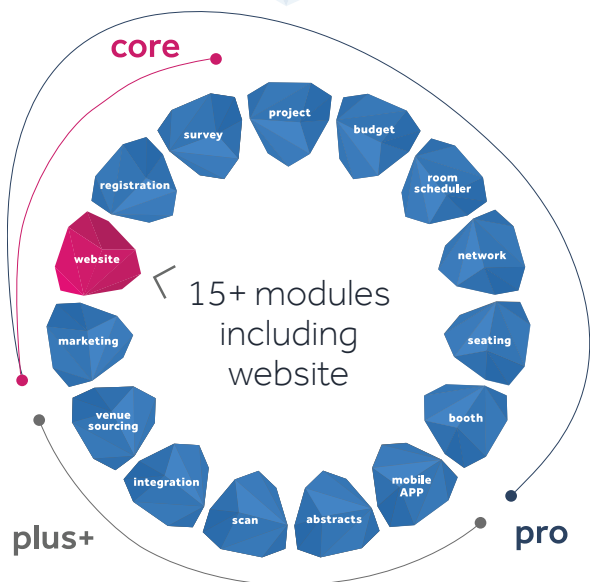 core
project
budget
survey
room
scheduler
registration
network
website
15+ modules
including
website
marketing
seating
venue
sourcing
booth
integration
mobile
APP
scan
abstracts
plus+
pro